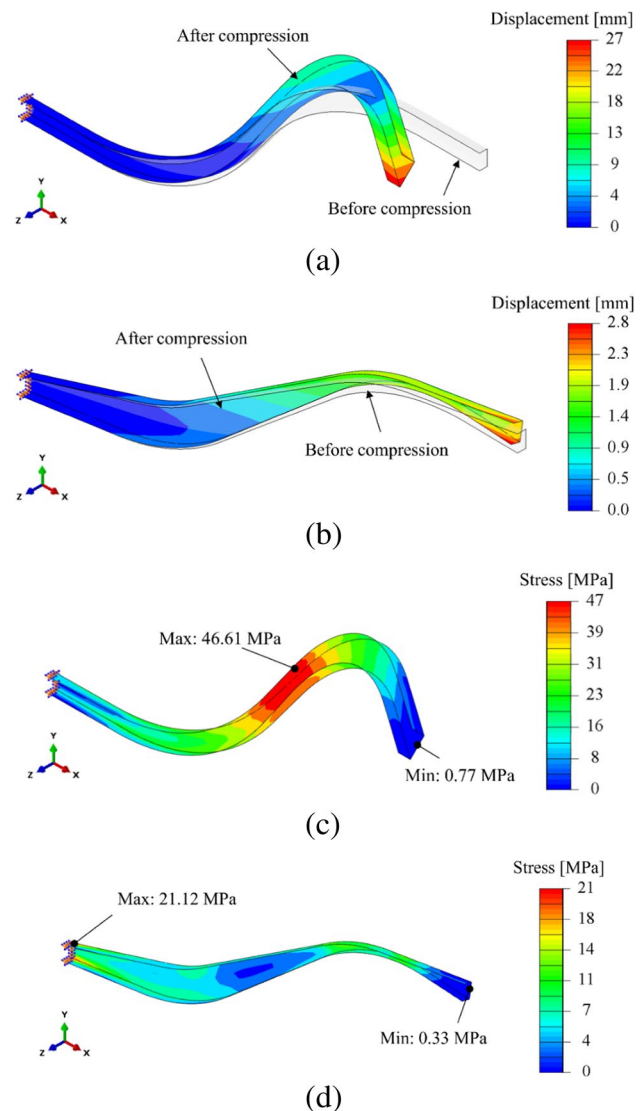 Displacement [mm]
After compression
27
22
18
13
9
4
0
Before compression
Y
Z
X
(a)
Displacement [mm]
2.8
2.3
1.9
1.4
0.9
0.5
0.0
After compression
Before compression
Y
Z
X
(b)
Stress [MPa]
47
39
31
23
16
8
0
Max: 46.61 MPa
Min: 0.77 MPa
Y
Z
X
(c)
Stress [MPa]
21
18
14
11
7
4
0
Max: 21.12 MPa
Min: 0.33 MPa
Y
Z
X
(d)